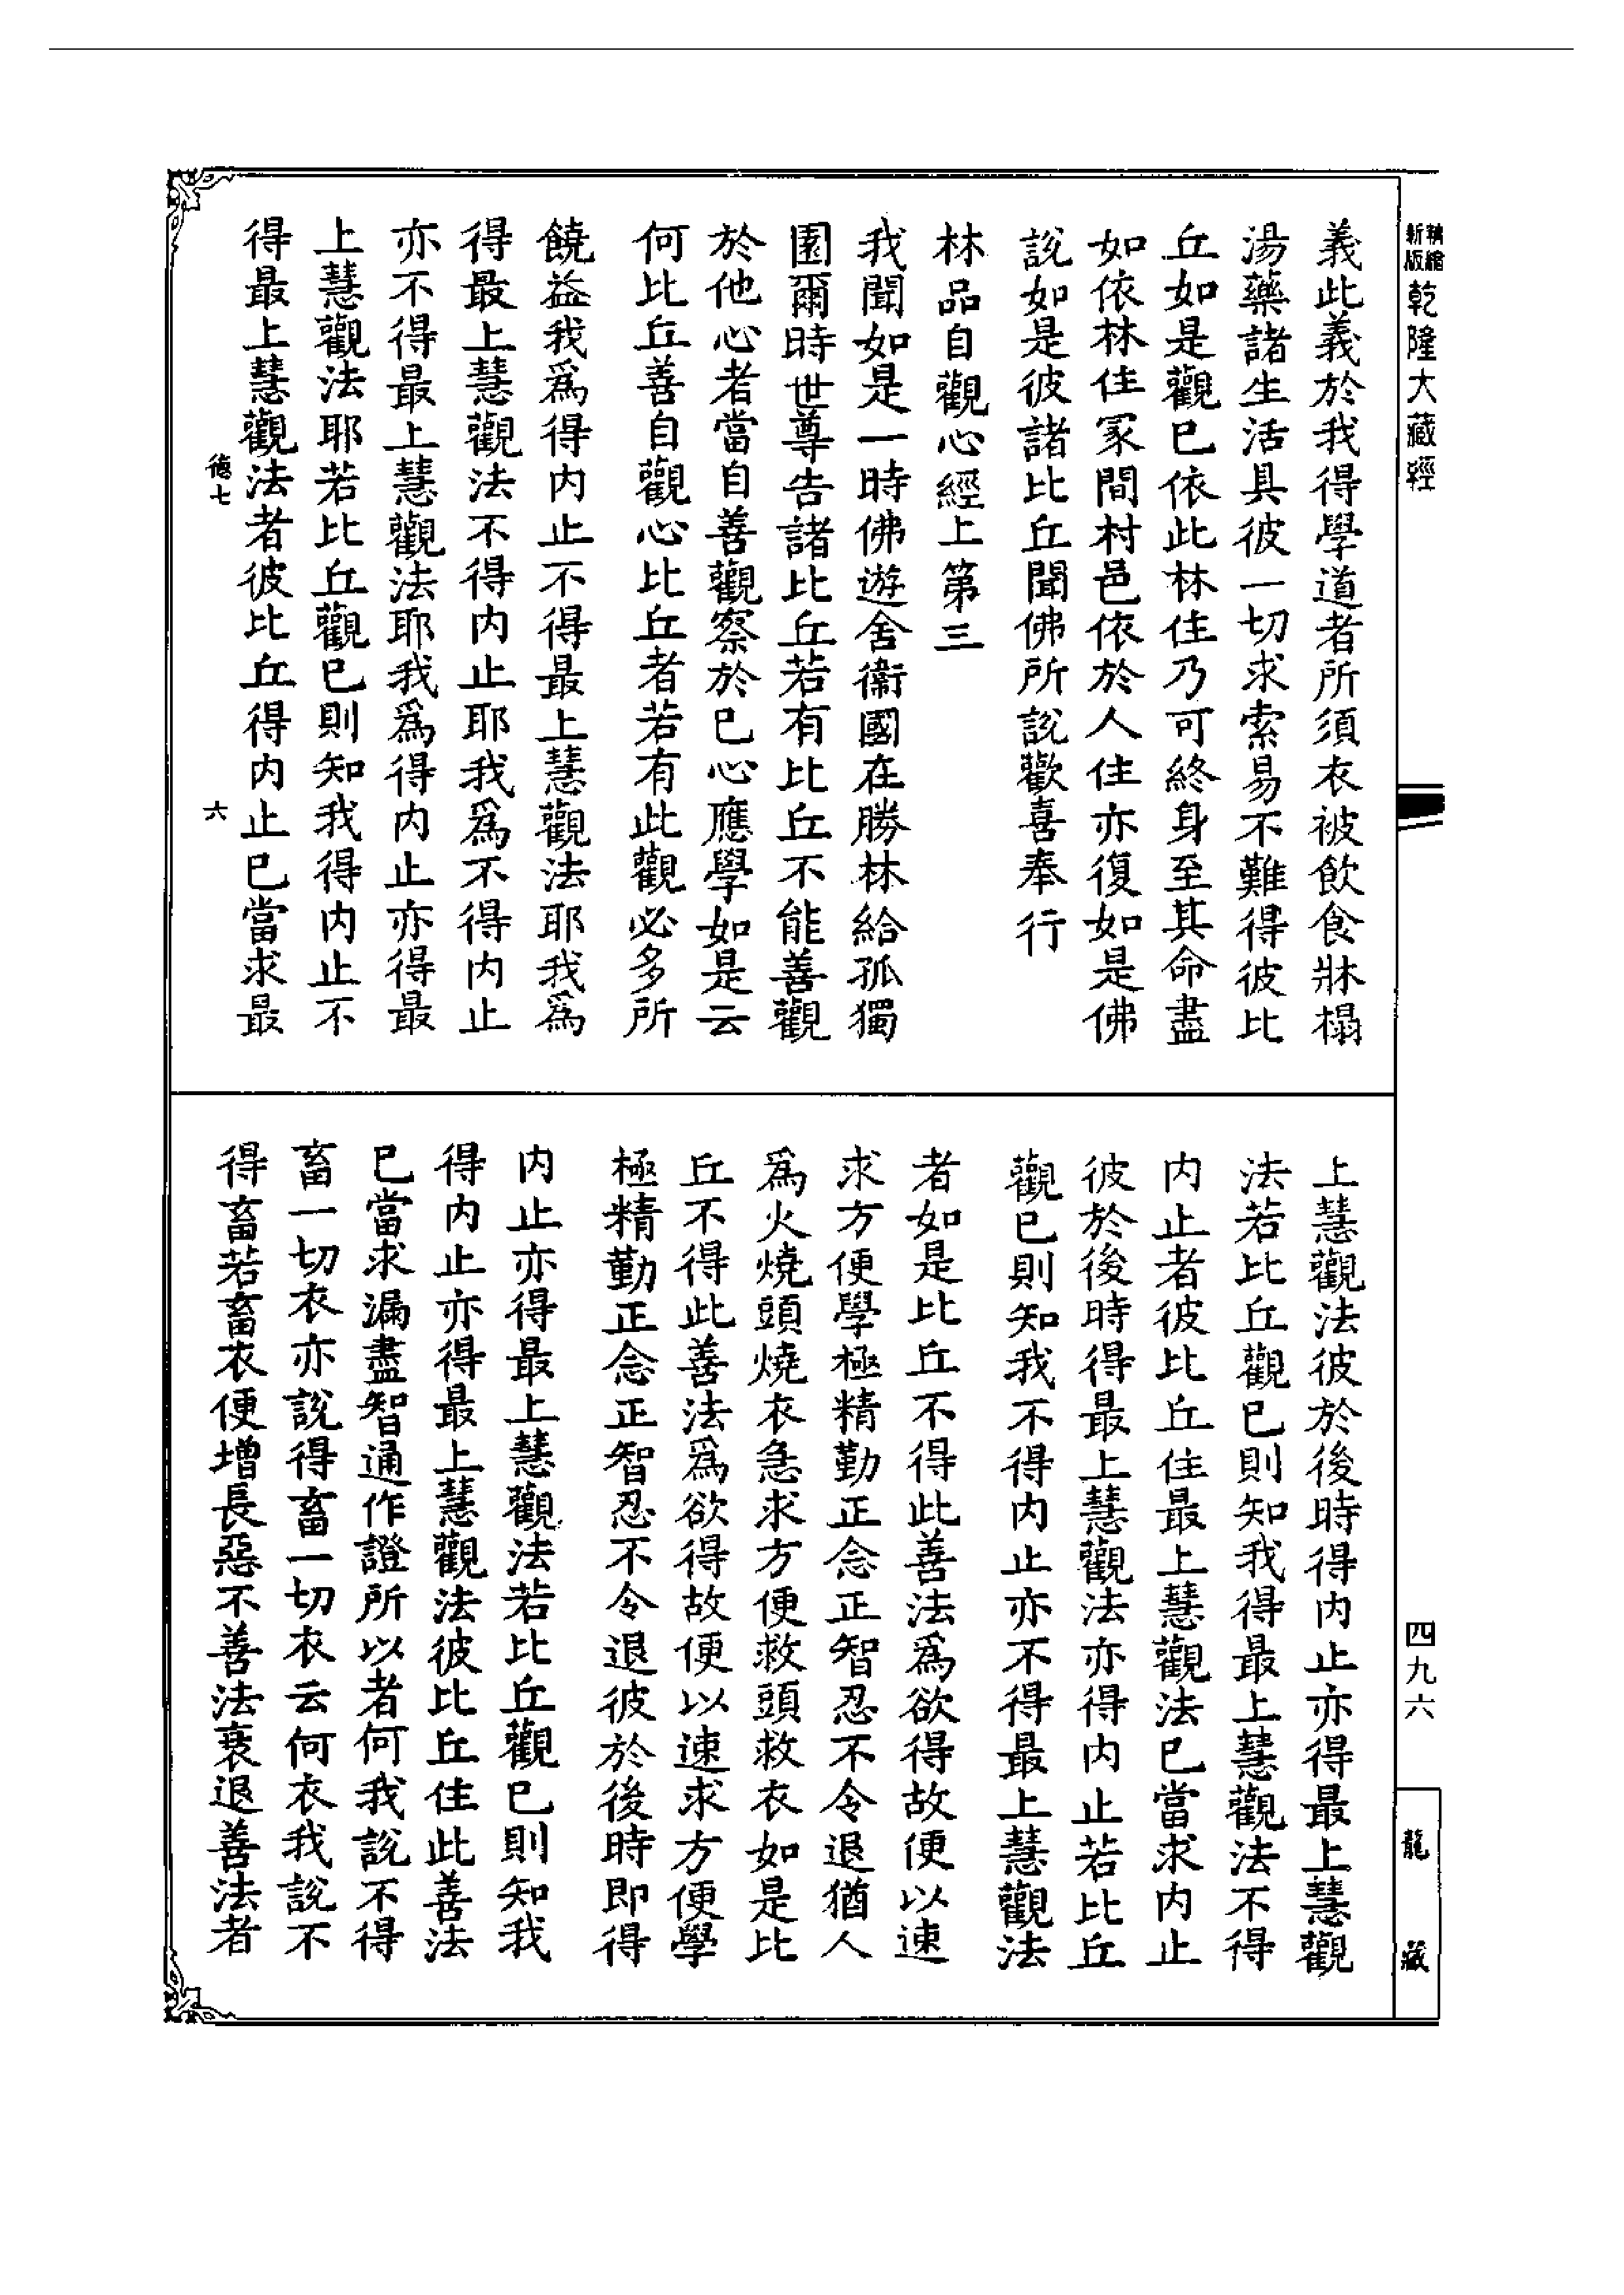 新版
精繪
乾隆大藏經
四九六
龍藏
義此義於我得學道者所須衣被飲食牀榻
湯藥諸生活具彼一切求索易不難得彼比
丘如是觀已依此林住乃可終身至其命盡
如依林住冢間村邑依於人住亦復如是佛
說如是彼諸比丘聞佛所說歡喜奉行
林品自觀心經上第三
我聞如是一時佛遊舍衞國在勝林給孤獨
園爾時世尊告諸比丘若有比丘不能善觀
於他心者當自善觀察於已心應學如是云
何比丘善自觀心比丘者若有此觀必多所
饒益我爲得内止不得最上慧觀法耶我爲
得最上慧觀法不得内止耶我爲不得内止
亦不得最上慧觀法耶我爲得内止亦得最
上慧觀法耶若比丘觀已則知我得内止不
得最上慧觀法者彼比丘得内止已當求最
德七
六
上慧觀法彼於後時得内止亦得最上慧觀
法若比丘觀已則知我得最上慧觀法不得
内止者彼比丘住最上慧觀法已當求内止
彼於後時得最上慧觀法亦得内止若比丘
觀已則知我不得内止亦不得最上慧觀法
者如是比丘不得此善法爲欲得故便以速
求方便學極精勤正念正智忍不令退猶人
爲火燒頭燒衣急求方便救頭救衣如是比
丘不得此善法爲欲得故便以速求方便學
極精勤正念正智忍不令退彼於後時即得
内止亦得最上慧觀法若比丘觀已則知我
得内止亦得最上慧觀法彼比丘住此善法
已當求漏盡智通作證所以者何我說不得
畜一切衣亦說得畜一切衣云何衣我說不
得畜若畜衣便增長惡不善法衰退善法者